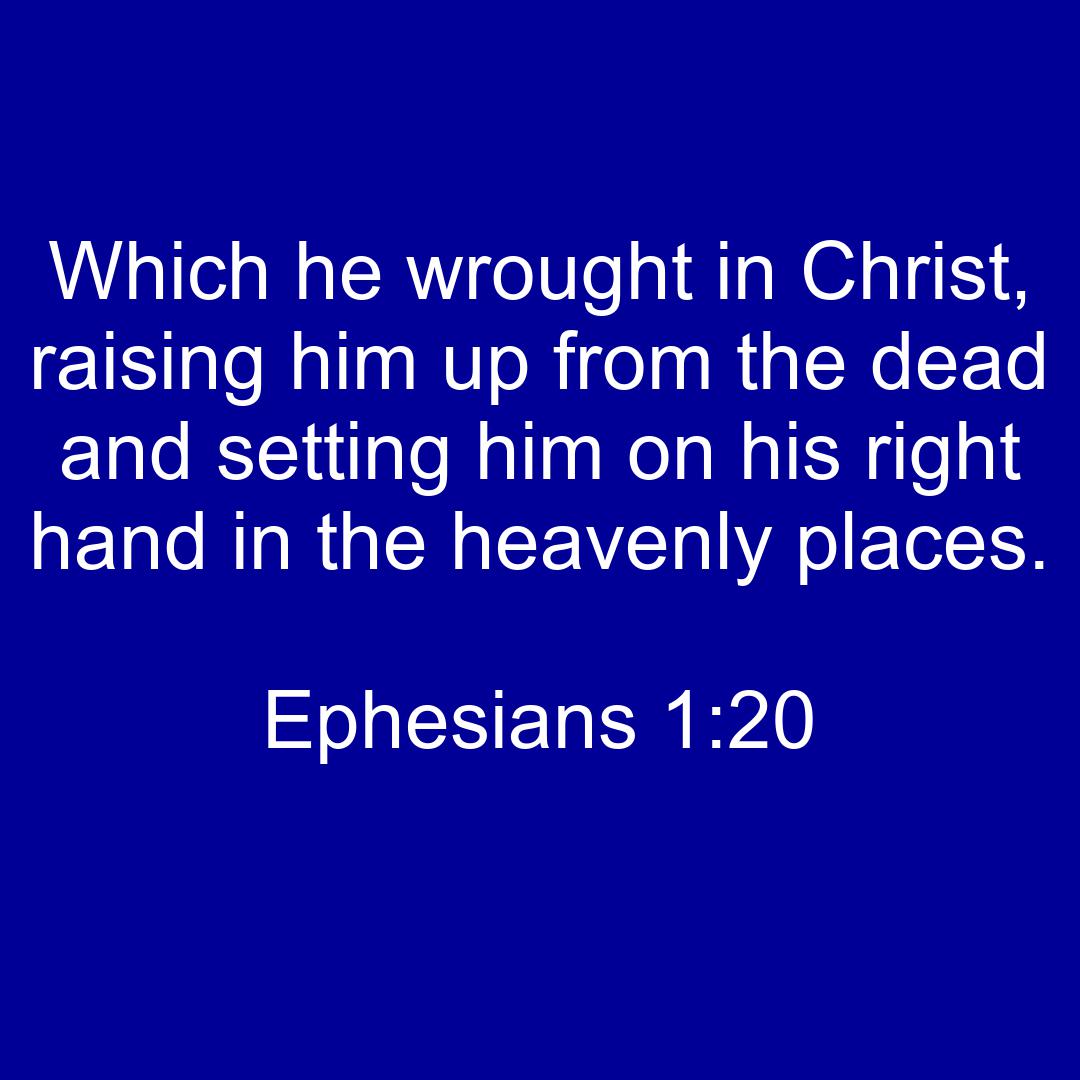 Which he wrought in Christ,
raising him up from the dead
and setting him on his right
hand in the heavenly places.
Ephesians 1:20